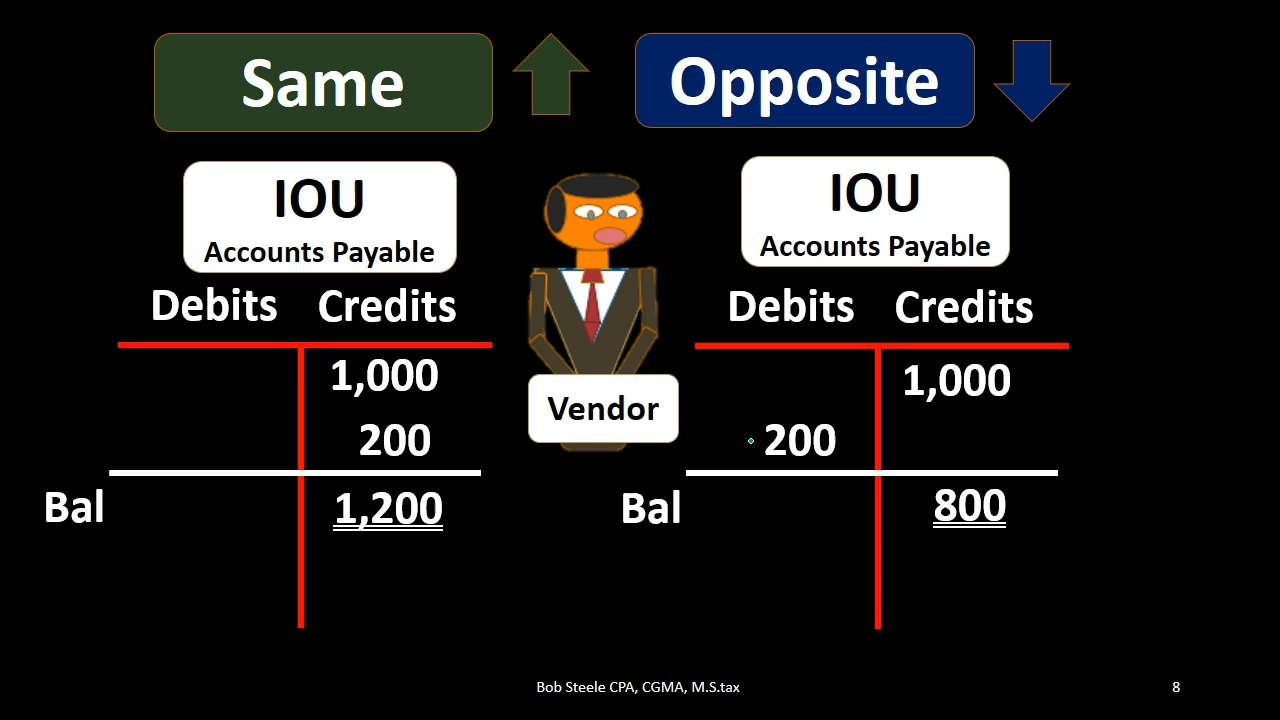 Same
Opposite
IOU
Accounts Payable
IOU
Accounts Payable
Debits Credits
Debits Credits
1,000
1,000
200
200
Bal 1,200
Bal 800
Vendor
Bob Steele CPA, CGMA, M.S.tax
8